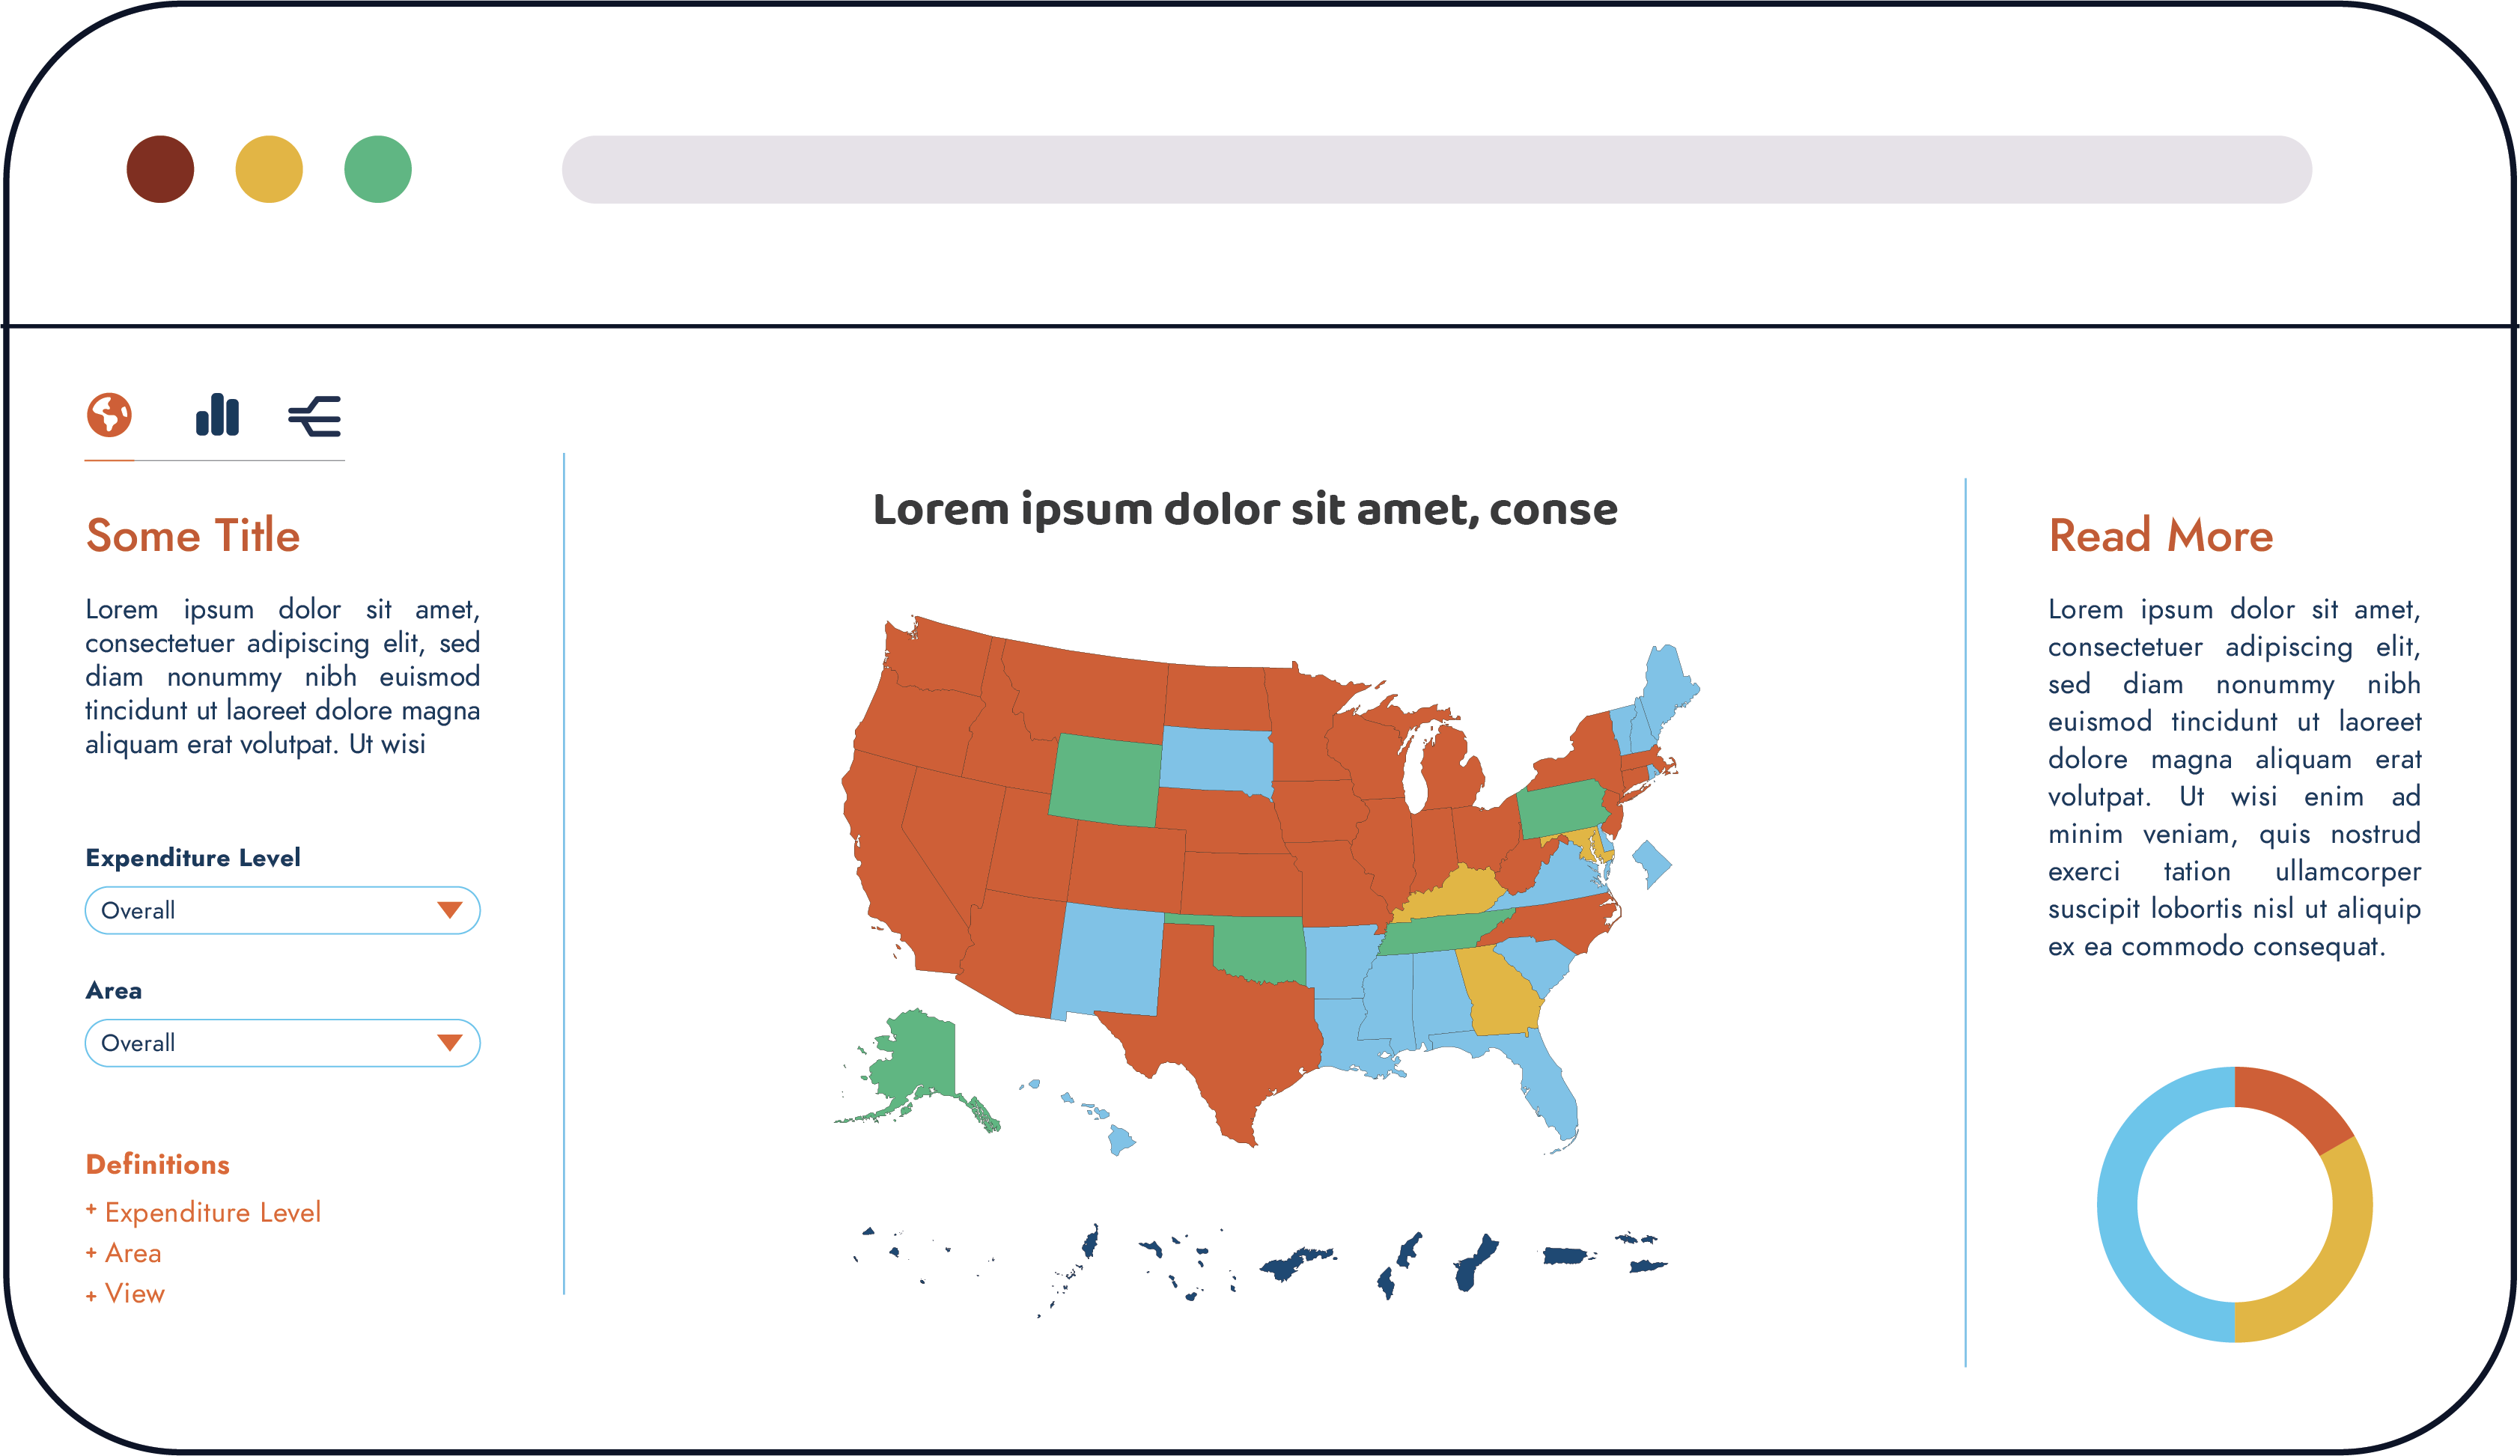 Some Title
Lorem ipsum dolor sit amet,
consectetuer adipiscing elit, sed
diam nonummy nibh euismod
tincidunt ut laoreet dolore magna
aliquam erat volutpat. Ut wisi
Expenditure Level
Overall
Area
Overall
Definitions
+ Expenditure Level
+ Area
+ View
Lorem ipsum dolor sit amet, conse
Read More
Lorem ipsum dolor sit amet,
consectetuer adipiscing elit,
sed diam nonummy nibh
euismod tincidunt ut laoreet
dolore magna aliquam erat
volutpat. Ut wisi enim ad
minim veniam, quis nostrud
exerci tation ullamcorper
suscipit lobortis nisl ut aliquip
ex ea commodo consequat.